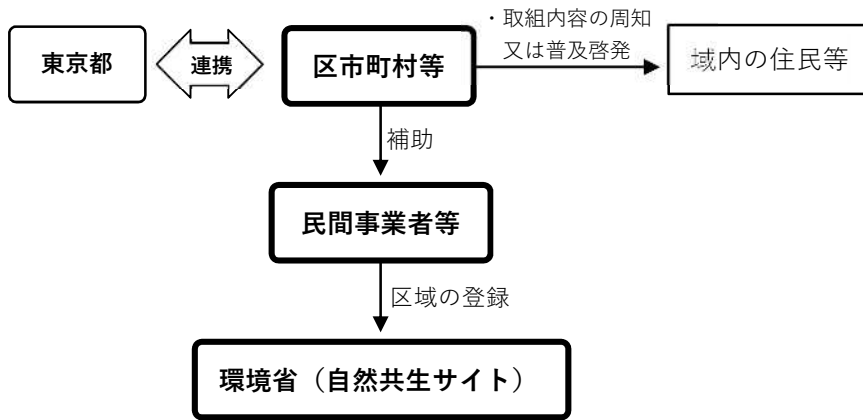 ・取組内容の周知
又は普及啓発
東京都
連携
区市町村等
域内の住民等
補助
民間事業者等
区域の登録
環境省（自然共生サイト）